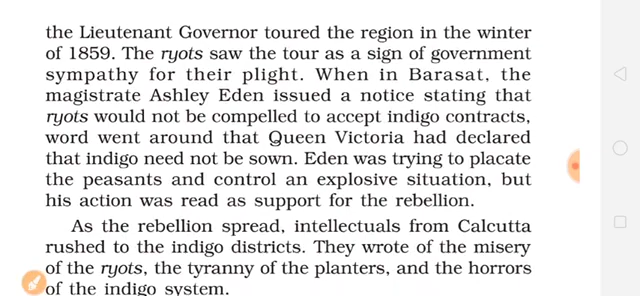 the Lieutenant Governor toured the region in the winter
of 1859. The ryots saw the tour as a sign of government
sympathy for their plight. When in Barasat, the
magistrate Ashley Eden issued a notice stating that
ryots would not be compelled to accept indigo contracts,
word went around that Queen Victoria had declared
that indigo need not be sown. Eden was trying to placate
the peasants and control an explosive situation, but
his action was read as support for the rebellion.
As the rebellion spread, intellectuals from Calcutta
rushed to the indigo districts. They wrote of the misery
of the ryots, the tyranny of the planters, and the horrors
of the indigo system.